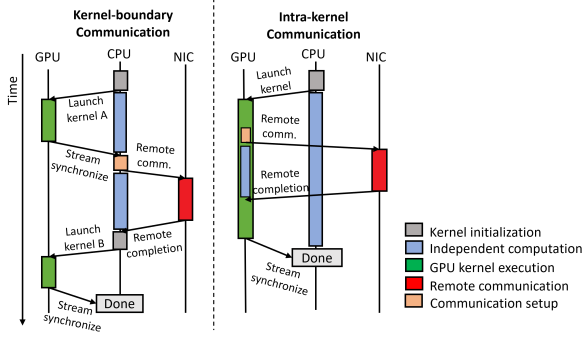 Kernel-boundary
Communication
Intra-kernel
Communication
GPU
CPU
NIC
GPU
CPU
NIC
Time
Launch
kernel A
Stream
synchronize
Remote
comm.
Launch
kernel B
Remote
completion
Stream
synchronize
Done
Launch
kernel
Remote
comm.
Remote
completion
Stream
synchronize
Done
Kernel initialization
Independent computation
GPU kernel execution
Remote communication
Communication setup